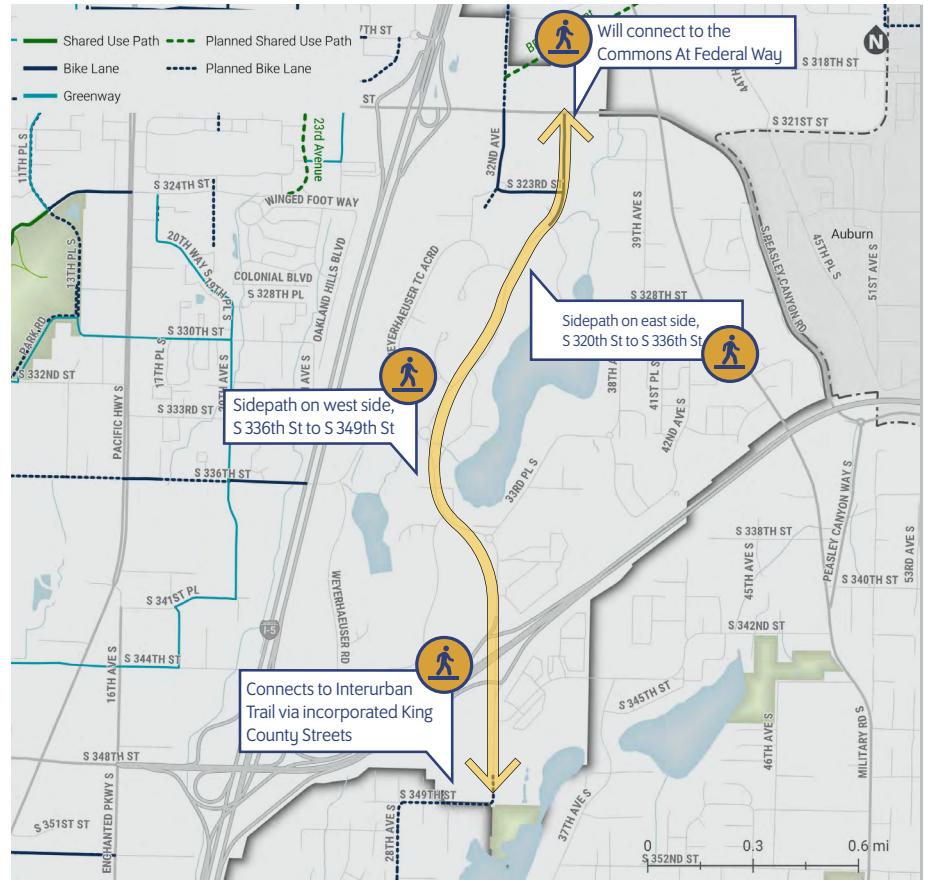 Shared Use Path
Planned Shared Use Path
Bike Lane
Planned Bike Lane
Greenway
7TH ST
ST
Will connect to the
Commons At Federal Way
N
S 318TH ST
44TH
S 321ST ST
11TH PL S
23rd Avenue
32ND AVE
S 323RD ST
S 324TH ST
WINGED FOOT WAY
39TH AVE S
S PEASLEY CANYON RD
45TH PL S
51ST AVE S
Auburn
13TH PL S
20TH WAY S
19TH PL S
COLONIAL BLVD
S 328TH PL
OAKLAND HILLS BLVD
WEYERHAEUSER TC ACRD
S 328TH ST
Sidepath on east side,
S 320th St to S 336th St
PARK RD
S 330TH ST
S 332ND ST
17TH PL S
20TH AVE S
AVE S
38TH AVE S
41ST PL S
42ND AVE S
PACIFIC HWY S
S 333RD ST
Sidepath on west side,
S 336th St to S 349th St
S 336TH ST
33RD PL S
PEASLEY CANYON WAY S
S 338TH ST
45TH AVE S
S 340TH ST
53RD AVE S
WEYERHAEUSER RD
S 341ST PL
I-5
S 342ND ST
S 344TH ST
16TH AVE S
Connects to Interurban
Trail via incorporated King
County Streets
S 345TH ST
46TH AVE S
MILITARY RD S
S 348TH ST
S 349TH ST
ENCHANTED PKWY S
S 351ST ST
28TH AVE S
37TH AVE S
0
0.6 mi
S 352ND ST